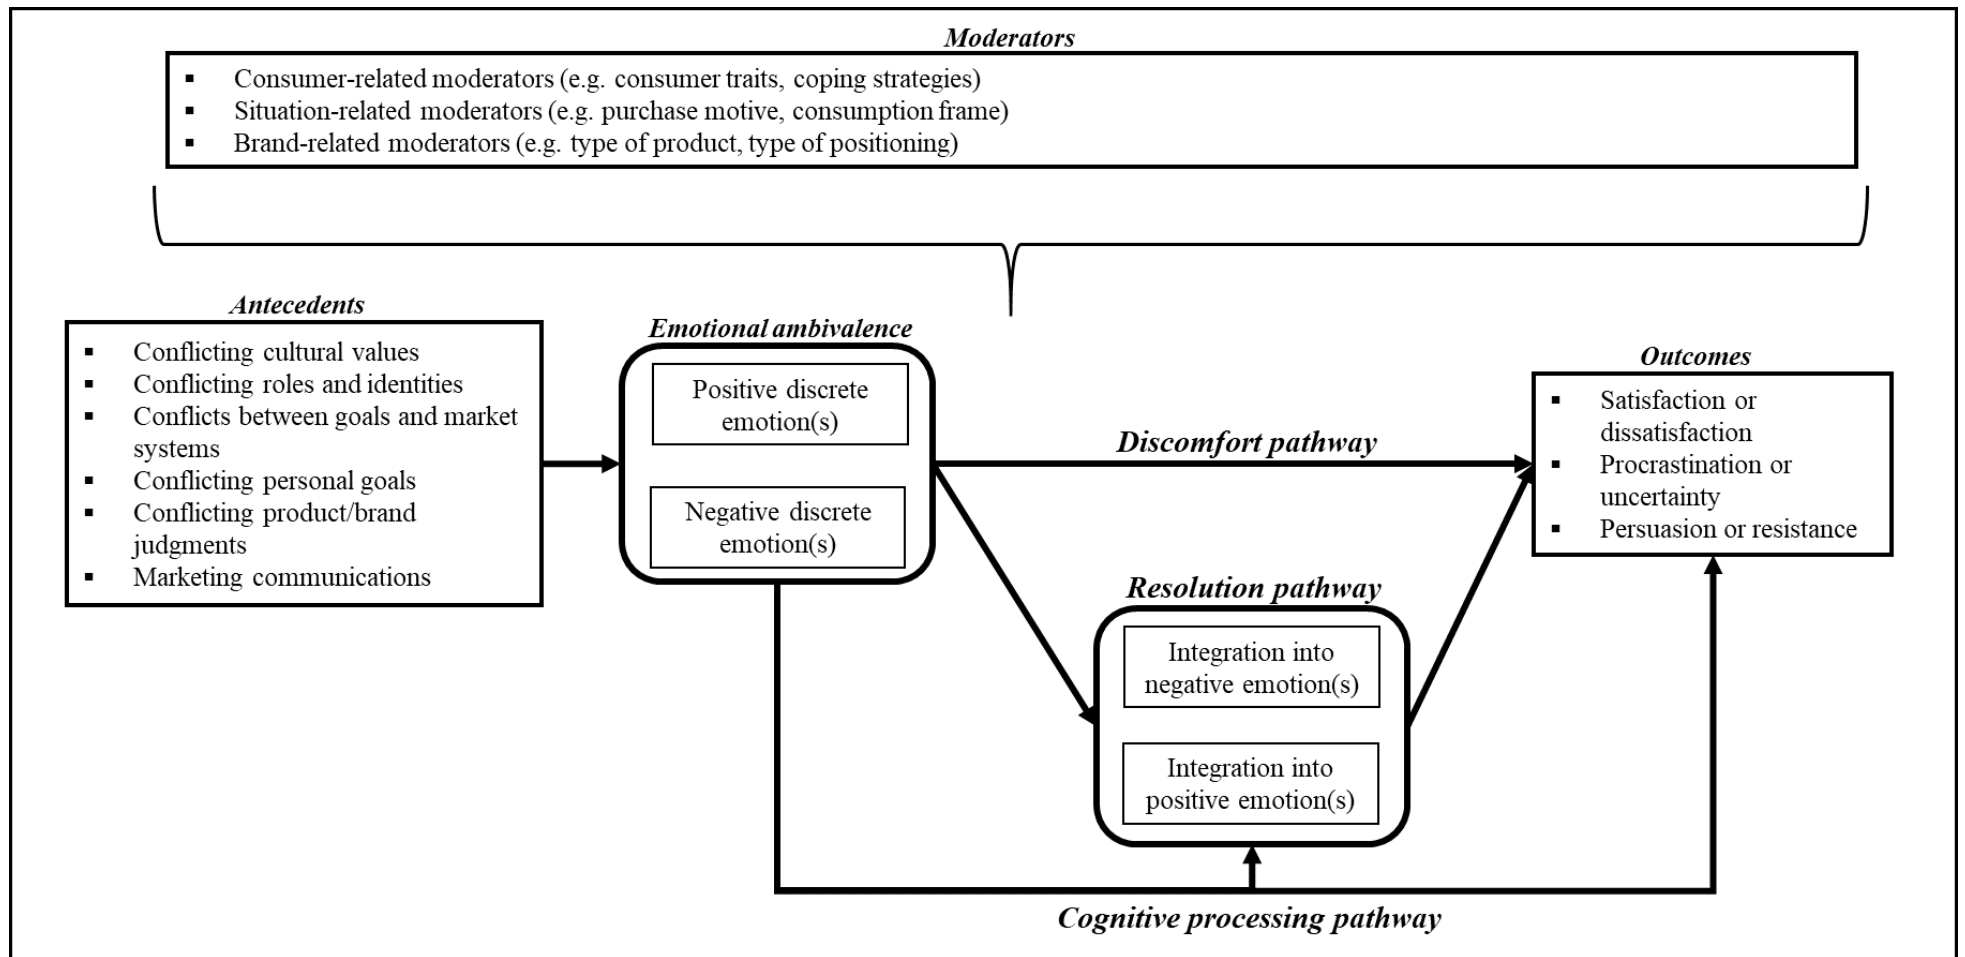 Moderators
▪ Consumer-related moderators (e.g. consumer traits, coping strategies)
▪ Situation-related moderators (e.g. purchase motive, consumption frame)
▪ Brand-related moderators (e.g. type of product, type of positioning)
Antecedents
▪ Conflicting cultural values
▪ Conflicting roles and identities
▪ Conflicts between goals and market
systems
▪ Conflicting personal goals
▪ Conflicting product/brand
judgments
▪ Marketing communications
Emotional ambivalence
Positive discrete
emotion(s)
Negative discrete
emotion(s)
Discomfort pathway
Resolution pathway
Integration into
negative emotion(s)
Integration into
positive emotion(s)
Cognitive processing pathway
Outcomes
▪ Satisfaction or
dissatisfaction
▪ Procrastination or
uncertainty
▪ Persuasion or resistance